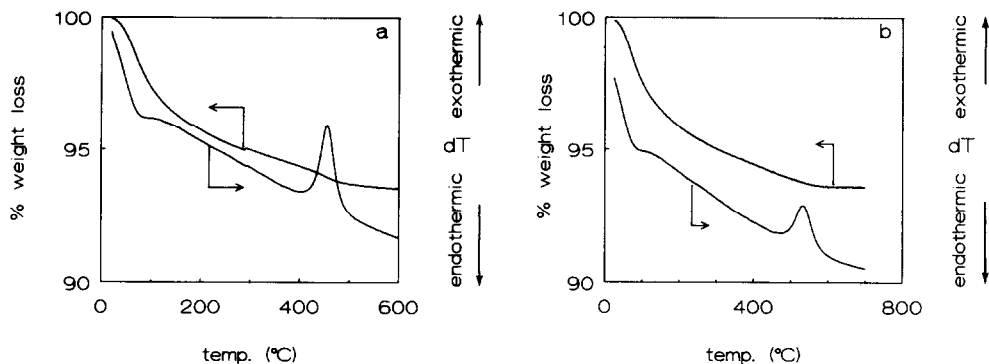 a
% weight loss
100
95
90
0
200
400
600
temp. (°C)
exothermic
dT
endothermic
b
% weight loss
100
95
90
0
400
800
temp. (°C)
exothermic
dT
endothermic